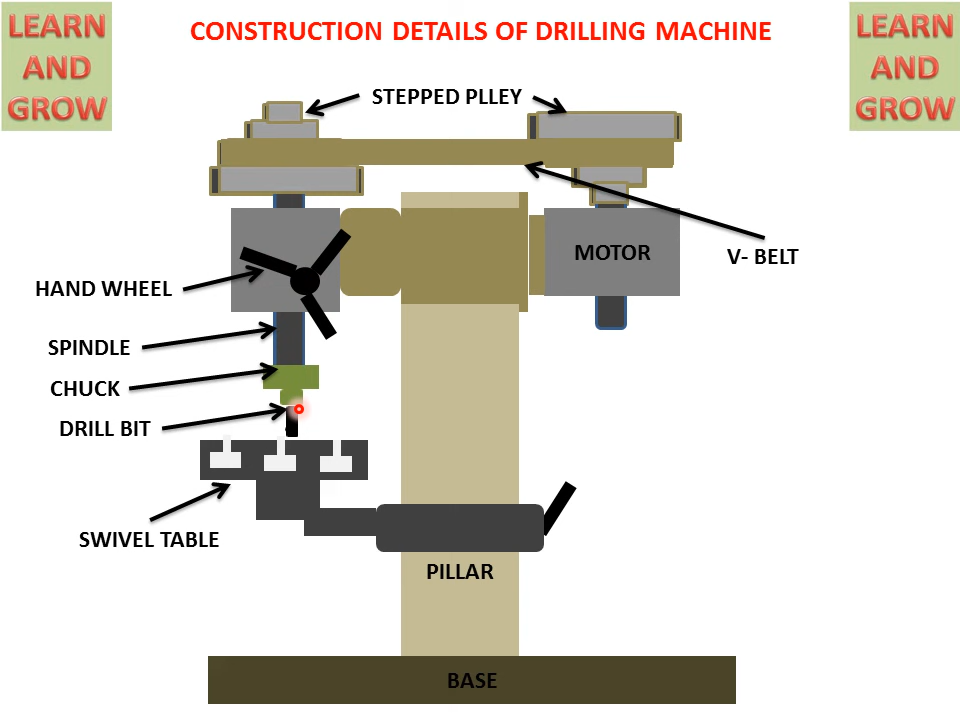 LEARN
AND
GROW
CONSTRUCTION DETAILS OF DRILLING MACHINE
LEARN
AND
GROW
STEPPED PLLEY
MOTOR
V- BELT
HAND WHEEL
SPINDLE
CHUCK
DRILL BIT
SWIVEL TABLE
PILLAR
BASE